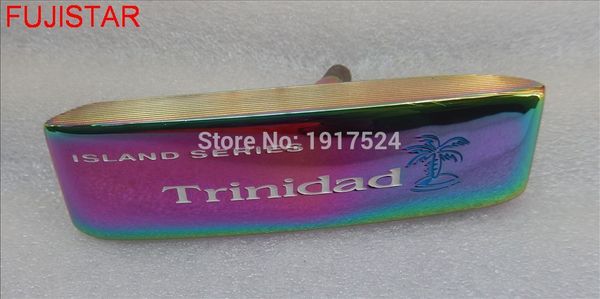 FUJISTAR
Store No: 1917524
ISLAND SERIES
Trinidad